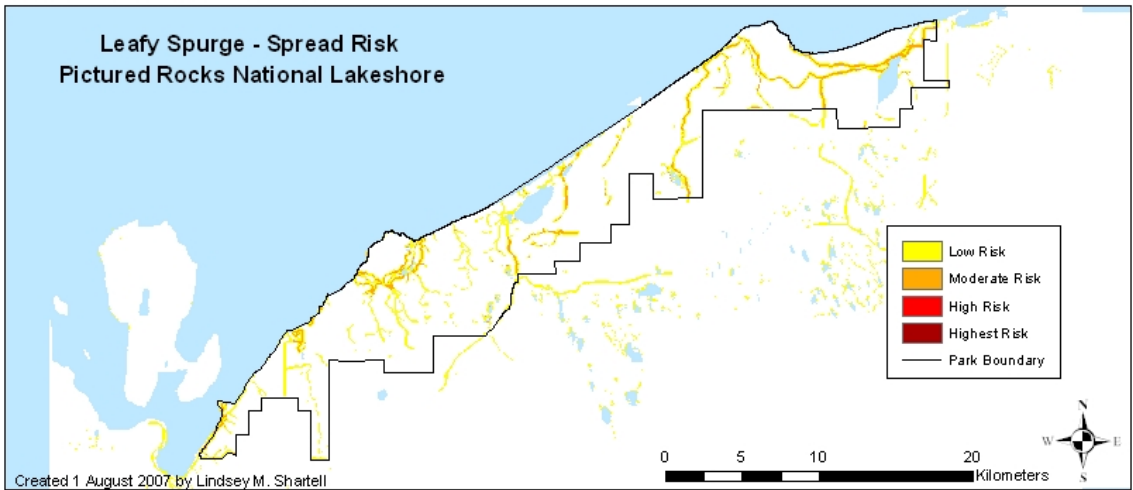 Leafy Spurge - Spread Risk
Pictured Rocks National Lakeshore
Low Risk
Moderate Risk
High Risk
Highest Risk
Park Boundary
N
W E
S
0 5 10 20
Kilometers
Created 1 August 2007 by Lindsey M. Shartell